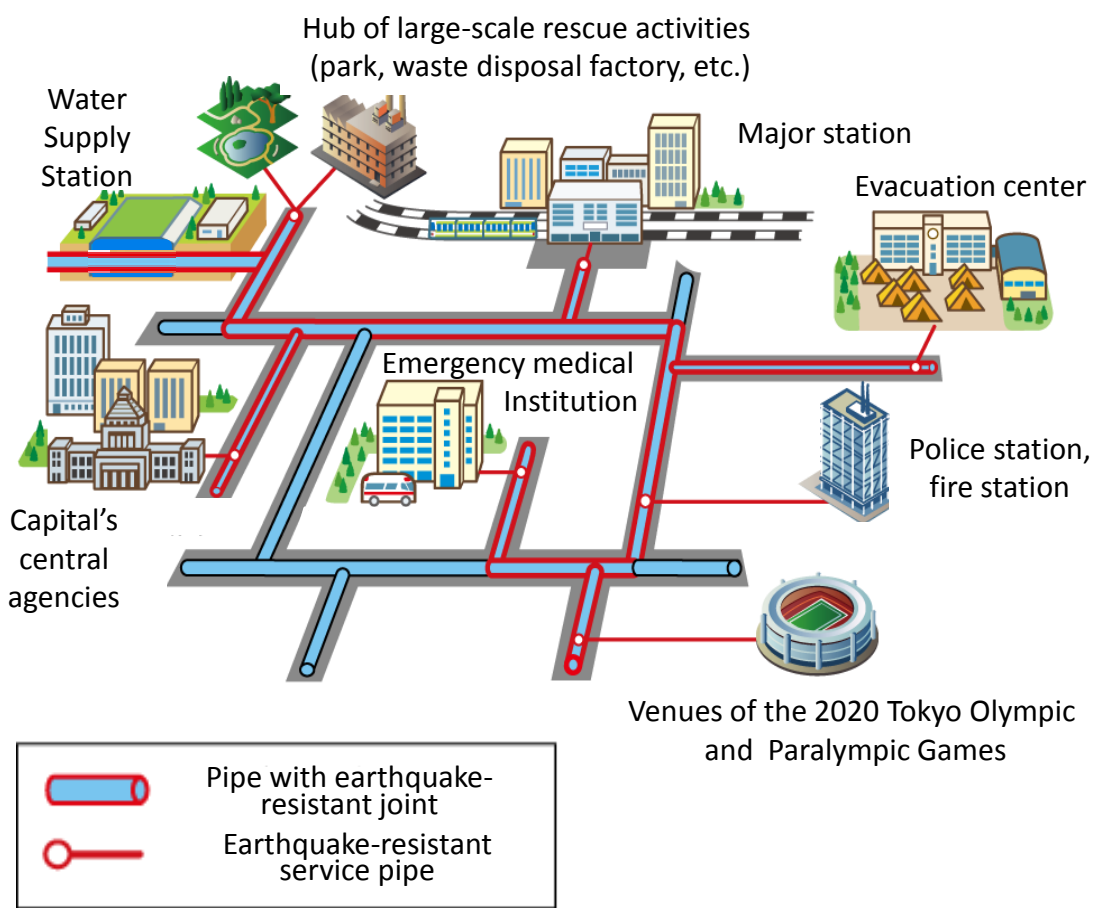 Hub of large-scale rescue activities
(park, waste disposal factory, etc.)
Water
Supply
Station
Major station
Evacuation center
Emergency medical
Institution
Police station,
fire station
Capital's
central
agencies
Venues of the 2020 Tokyo Olympic
and Paralympic Games
Pipe with earthquake-
resistant joint
Earthquake-resistant
service pipe